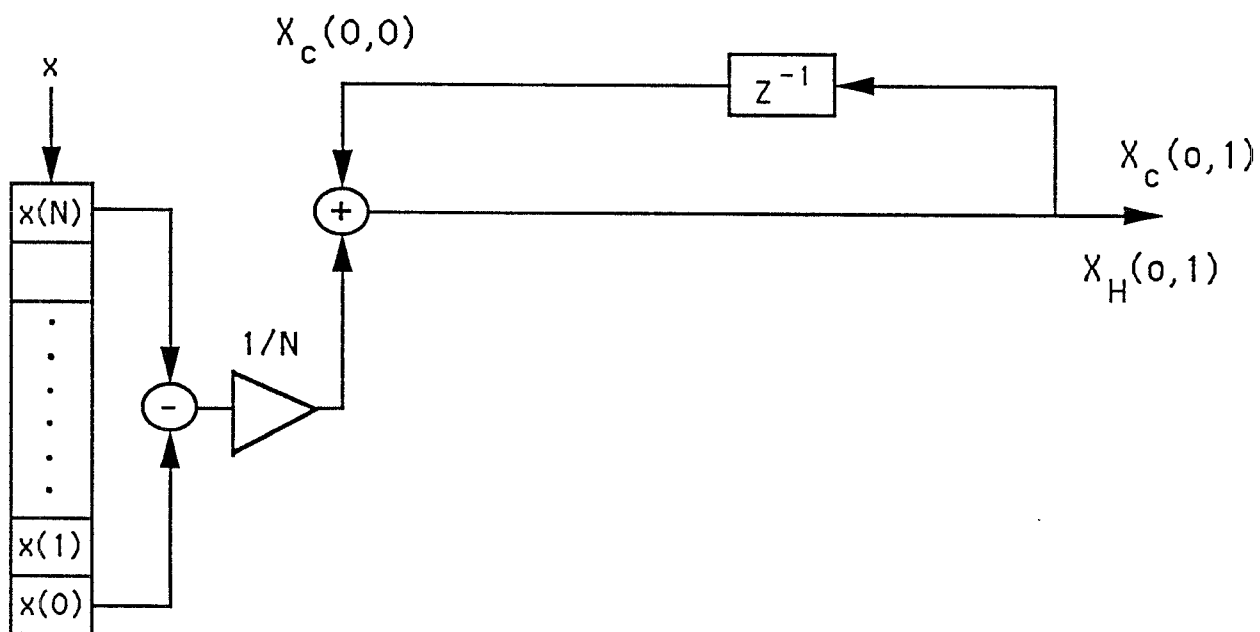 X_c(0,0)
x
Z^{-1}
X_c(o,1)
x(N)
+
X_H(o,1)
1/N
-
x(1)
x(0)